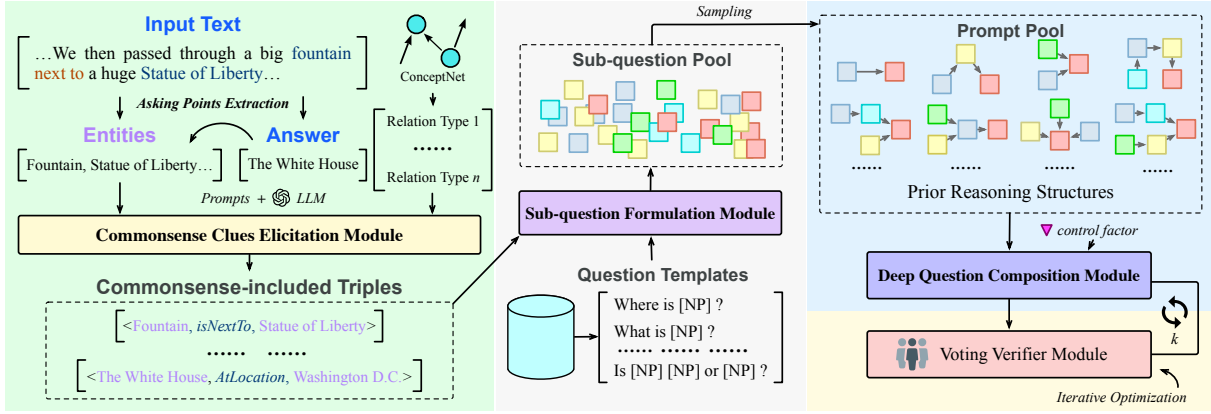 Input Text
…We then passed through a big fountain
next to a huge Statue of Liberty…
ConceptNet
Asking Points Extraction
Entities
Answer
Fountain, Statue of Liberty…
The White House
Relation Type 1
......
Relation Type n
Prompts + LLM
Commonsense Clues Elicitation Module
Commonsense-included Triples
<Fountain, isNextTo, Statue of Liberty>
...... ......
<The White House, AtLocation, Washington D.C.>
Sampling
Sub-question Pool
Sub-question Formulation Module
Question Templates
Where is [NP] ?
What is [NP] ?
...... ...... ......
Is [NP] [NP] or [NP] ?
Prompt Pool
...... ...... ...... ......
Prior Reasoning Structures
control factor
Deep Question Composition Module
k
Voting Verifier Module
Iterative Optimization